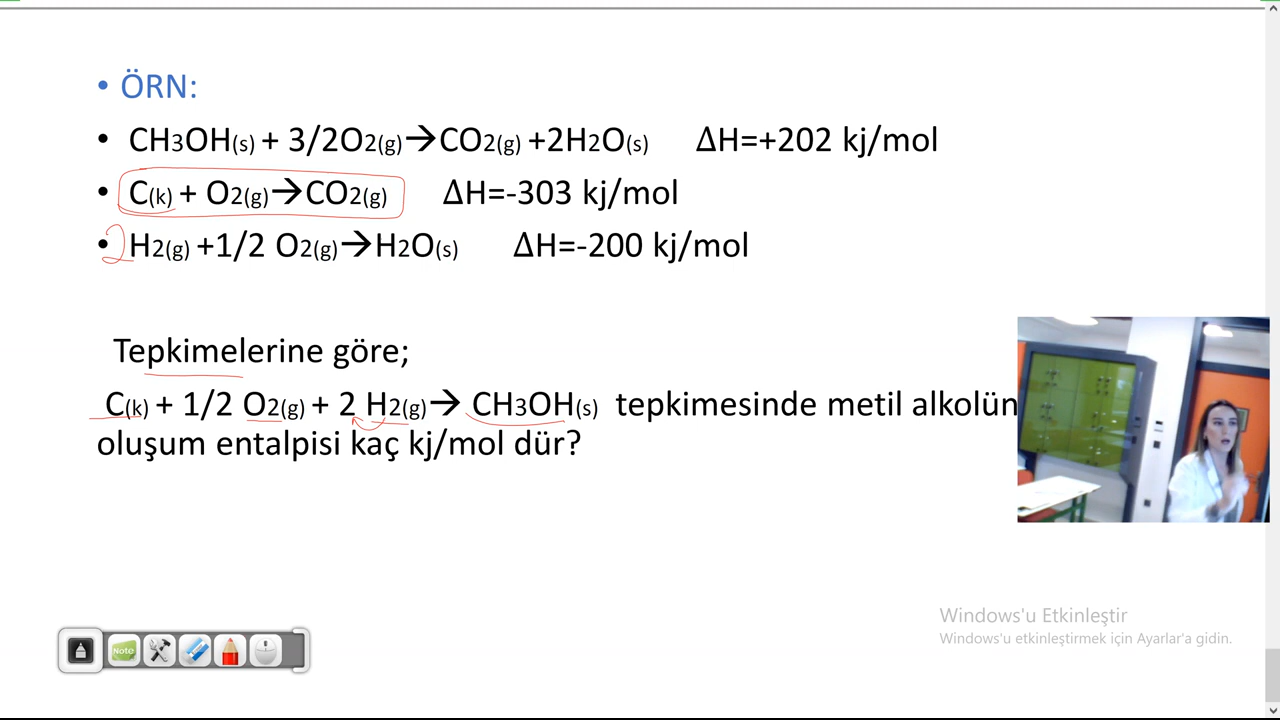 • ÖRN:
• CH3OH(s) + 3/2O2(g)→CO2(g) +2H2O(s) ΔH=+202 kj/mol
• C(k) + O2(g)→CO2(g) ΔH=-303 kj/mol
• 2 H2(g) +1/2 O2(g)→H2O(s) ΔH=-200 kj/mol
Tepkimelerine göre;
C(k) + 1/2 O2(g) + 2 H2(g)→ CH3OH(s) tepkimesinde metil alkolün
oluşum entalpisi kaç kj/mol dür?
Windows'u Etkinleştir
Windows'u etkinleştirmek için Ayarlar'a gidin.
Note